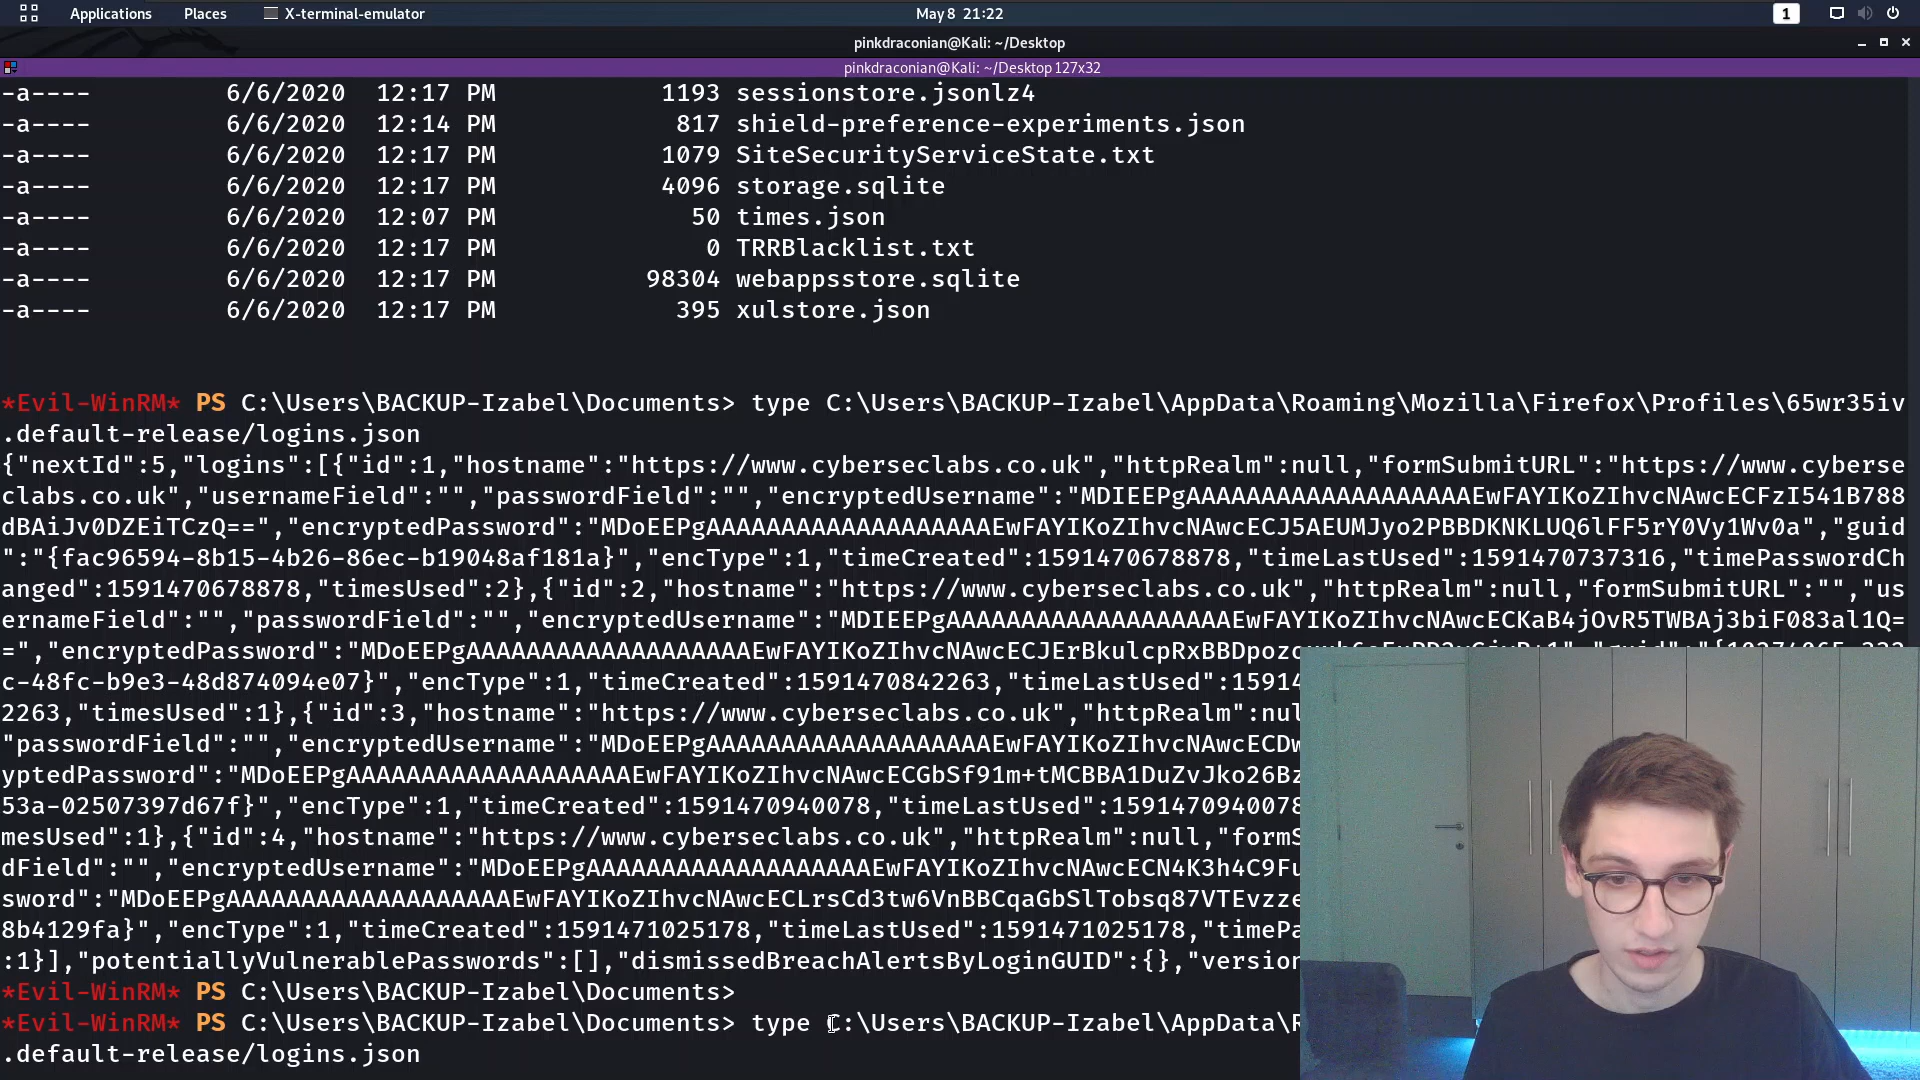 Applications Places X-terminal-emulator May 8 21:22 1
pinkdraconian@Kali: ~/Desktop
pinkdraconian@Kali: ~/Desktop 127x32
-a---- 6/6/2020 12:17 PM 1193 sessionstore.jsonlz4
-a---- 6/6/2020 12:14 PM 817 shield-preference-experiments.json
-a---- 6/6/2020 12:17 PM 1079 SiteSecurityServiceState.txt
-a---- 6/6/2020 12:17 PM 4096 storage.sqlite
-a---- 6/6/2020 12:07 PM 50 times.json
-a---- 6/6/2020 12:17 PM 0 TRRBlacklist.txt
-a---- 6/6/2020 12:17 PM 98304 webappsstore.sqlite
-a---- 6/6/2020 12:17 PM 395 xulstore.json
*Evil-WinRM* PS C:\Users\BACKUP-Izabel\Documents> type C:\Users\BACKUP-Izabel\AppData\Roaming\Mozilla\Firefox\Profiles\65wr35iv
.default-release/logins.json
{"nextId":5,"logins":[{"id":1,"hostname":"https://www.cyberseclabs.co.uk","httpRealm":null,"formSubmitURL":"https://www.cyberse
clabs.co.uk","usernameField":"","passwordField":"","encryptedUsername":"MDIEEPgAAAAAAAAAAAAAAAAAAAEwFAYIKoZIhvcNAwcECFzI541B788
dBAiJv0DZEiTCzQ==","encryptedPassword":"MDoEEPgAAAAAAAAAAAAAAAAAAAEwFAYIKoZIhvcNAwcECJ5AEUMJyo2PBBDKNKLUQ6lFF5rY0Vy1Wv0a","guid
":"{fac96594-8b15-4b26-86ec-b19048af181a}","encType":1,"timeCreated":1591470678878,"timeLastUsed":1591470737316,"timePasswordCh
anged":1591470678878,"timesUsed":2},{"id":2,"hostname":"https://www.cyberseclabs.co.uk","httpRealm":null,"formSubmitURL":"","us
ernameField":"","passwordField":"","encryptedUsername":"MDIEEPgAAAAAAAAAAAAAAAAAAAEwFAYIKoZIhvcNAwcECKaB4jOvR5TWBAj3biF083al1Q=
=","encryptedPassword":"MDoEEPgAAAAAAAAAAAAAAAAAAAEwFAYIKoZIhvcNAwcECJErBkulcpRxBBDpozo
c-48fc-b9e3-48d874094e07}","encType":1,"timeCreated":1591470842263,"timeLastUsed":15914
2263,"timesUsed":1},{"id":3,"hostname":"https://www.cyberseclabs.co.uk","httpRealm":nul
"passwordField":"","encryptedUsername":"MDoEEPgAAAAAAAAAAAAAAAAAAAEwFAYIKoZIhvcNAwcECDw
yptedPassword":"MDoEEPgAAAAAAAAAAAAAAAAAAAEwFAYIKoZIhvcNAwcECGbSf91m+tMCBBA1DuZvJko26Bz
53a-02507397d67f}","encType":1,"timeCreated":1591470940078,"timeLastUsed":1591470940078
mesUsed":1},{"id":4,"hostname":"https://www.cyberseclabs.co.uk","httpRealm":null,"formS
dField":"","encryptedUsername":"MDoEEPgAAAAAAAAAAAAAAAAAAAEwFAYIKoZIhvcNAwcECN4K3h4C9Fu
sword":"MDoEEPgAAAAAAAAAAAAAAAAAAAEwFAYIKoZIhvcNAwcECLrsCd3tw6VnBBCqaGbSlTobsq87VTEvzze
8b4129fa}","encType":1,"timeCreated":1591471025178,"timeLastUsed":1591471025178,"timePa
:1}],"potentiallyVulnerablePasswords":[],"dismissedBreachAlertsByLoginGUID":{},"version
*Evil-WinRM* PS C:\Users\BACKUP-Izabel\Documents>
*Evil-WinRM* PS C:\Users\BACKUP-Izabel\Documents> type C:\Users\BACKUP-Izabel\AppData\R
.default-release/logins.json